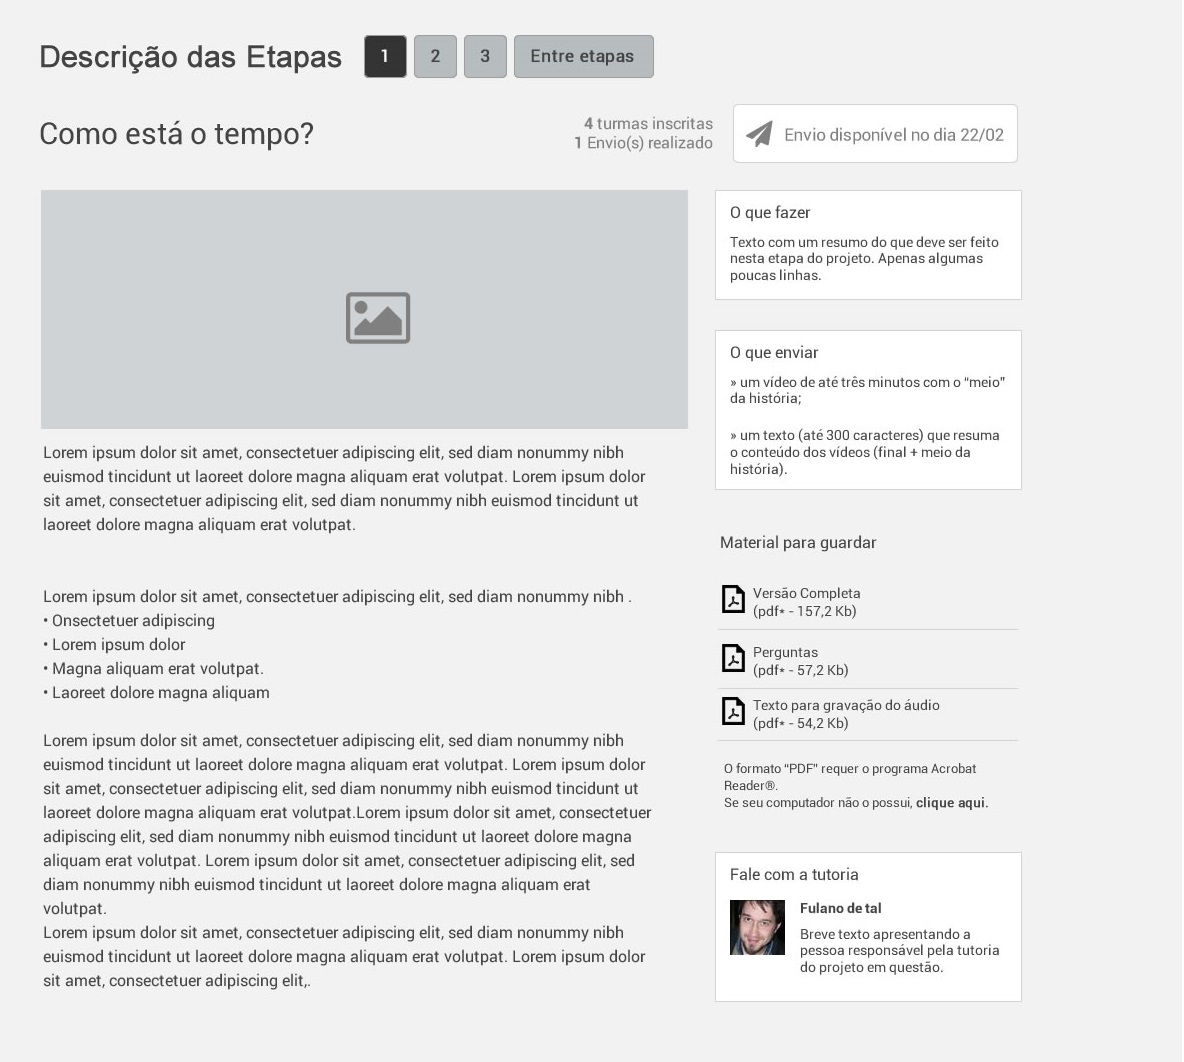 Descrição das Etapas
1
2
3
Entre etapas
Como está o tempo?
4 turmas inscritas
1 Envio(s) realizado
Envio disponível no dia 22/02
Lorem ipsum dolor sit amet, consectetuer adipiscing elit, sed diam nonummy nibh
euismod tincidunt ut laoreet dolore magna aliquam erat volutpat. Lorem ipsum dolor
sit amet, consectetuer adipiscing elit, sed diam nonummy nibh euismod tincidunt ut
laoreet dolore magna aliquam erat volutpat.
Lorem ipsum dolor sit amet, consectetuer adipiscing elit, sed diam nonummy nibh .
• Onsectetuer adipiscing
• Lorem ipsum dolor
• Magna aliquam erat volutpat.
• Laoreet dolore magna aliquam
Lorem ipsum dolor sit amet, consectetuer adipiscing elit, sed diam nonummy nibh
euismod tincidunt ut laoreet dolore magna aliquam erat volutpat. Lorem ipsum dolor
sit amet, consectetuer adipiscing elit, sed diam nonummy nibh euismod tincidunt ut
laoreet dolore magna aliquam erat volutpat.Lorem ipsum dolor sit amet, consectetuer
adipiscing elit, sed diam nonummy nibh euismod tincidunt ut laoreet dolore magna
aliquam erat volutpat. Lorem ipsum dolor sit amet, consectetuer adipiscing elit, sed
diam nonummy nibh euismod tincidunt ut laoreet dolore magna aliquam erat
volutpat.
Lorem ipsum dolor sit amet, consectetuer adipiscing elit, sed diam nonummy nibh
euismod tincidunt ut laoreet dolore magna aliquam erat volutpat. Lorem ipsum dolor
sit amet, consectetuer adipiscing elit,.
O que fazer
Texto com um resumo do que deve ser feito
nesta etapa do projeto. Apenas algumas
poucas linhas.
O que enviar
» um vídeo de até três minutos com o “meio”
da história;
» um texto (até 300 caracteres) que resuma
o conteúdo dos vídeos (final + meio da
história).
Material para guardar
Versão Completa
(pdf* - 157,2 Kb)
Perguntas
(pdf* - 57,2 Kb)
Texto para gravação do áudio
(pdf* - 54,2 Kb)
O formato “PDF” requer o programa Acrobat
Reader®.
Se seu computador não o possui, clique aqui.
Fale com a tutoria
Fulano de tal
Breve texto apresentando a
pessoa responsável pela tutoria
do projeto em questão.